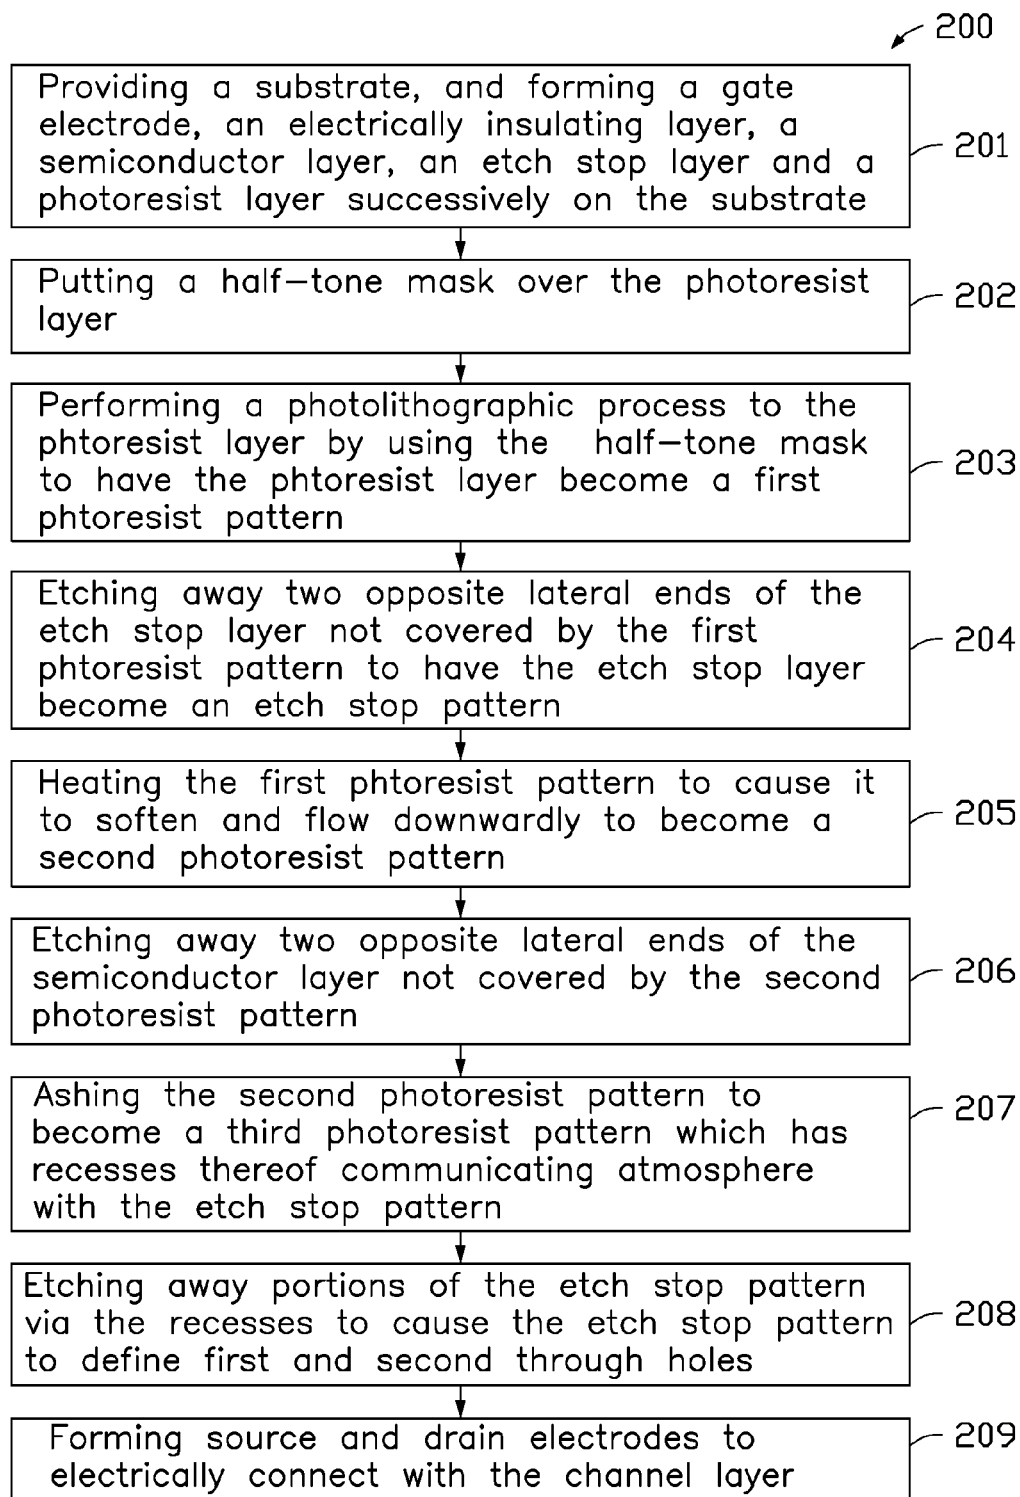 200
Providing a substrate, and forming a gate
electrode, an electrically insulating layer, a
semiconductor layer, an etch stop layer and a
photoresist layer successively on the substrate
201
Putting a half-tone mask over the photoresist
layer
202
Performing a photolithographic process to the
phtoresist layer by using the half-tone mask
to have the phtoresist layer become a first
phtoresist pattern
203
Etching away two opposite lateral ends of the
etch stop layer not covered by the first
phtoresist pattern to have the etch stop layer
become an etch stop pattern
204
Heating the first phtoresist pattern to cause it
to soften and flow downwardly to become a
second photoresist pattern
205
Etching away two opposite lateral ends of the
semiconductor layer not covered by the second
photoresist pattern
206
Ashing the second photoresist pattern to
become a third photoresist pattern which has
recesses thereof communicating atmosphere
with the etch stop pattern
207
Etching away portions of the etch stop pattern
via the recesses to cause the etch stop pattern
to define first and second through holes
208
Forming source and drain electrodes to
electrically connect with the channel layer
209